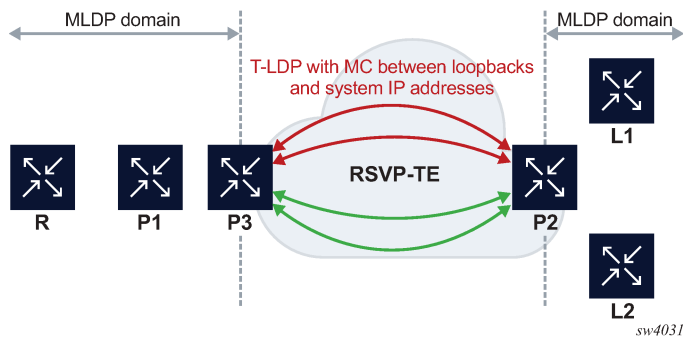 MLDP domain
MLDP domain
T-LDP with MC between loopbacks
and system IP addresses
L1
RSVP-TE
R
P1
P3
P2
L2
sw4031